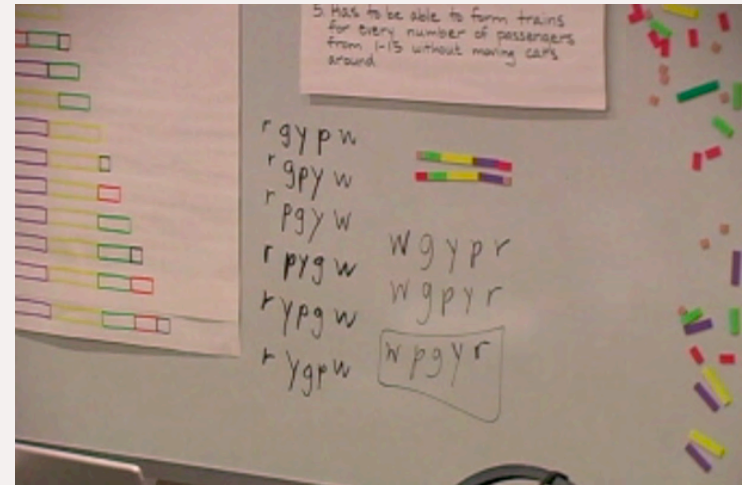 5. Has to be able to form trains
for every number of passengers
from 1-15 without moving cars
around.
r g y p w
r g p y w
r p g y w
r p y g w
r y p g w
r y g p w
w g y p r
w g p y r
w p g y r